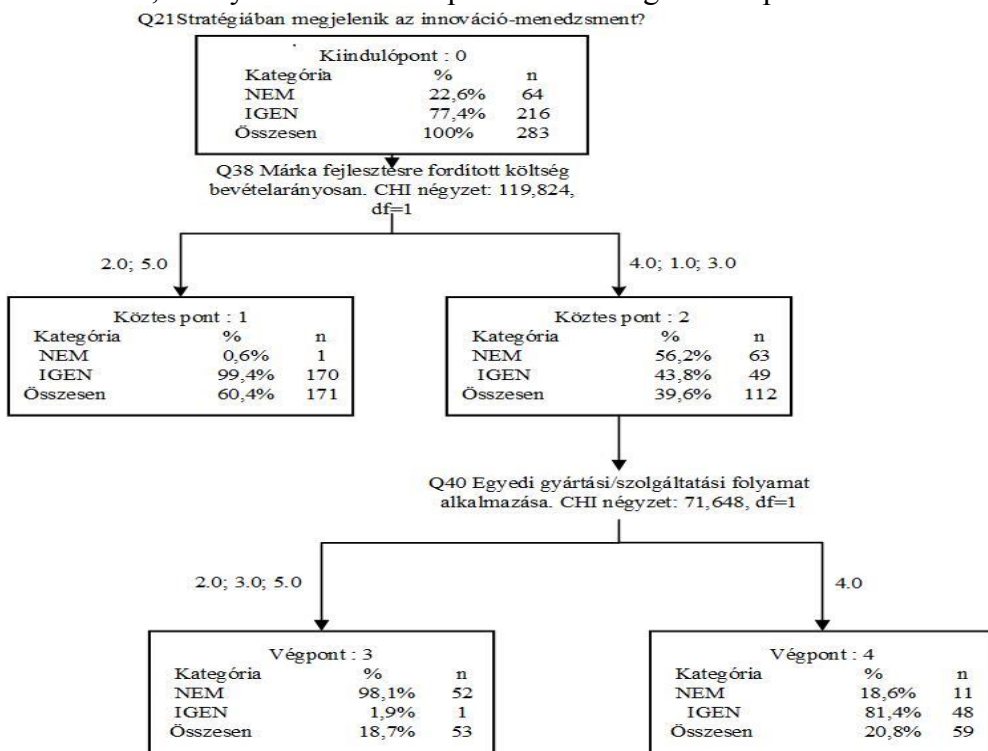 Q21Stratégiában megjelenik az innováció-menedzsment?
Kiindulópont : 0
Kategória % n
NEM 22,6% 64
IGEN 77,4% 216
Összesen 100% 283
Q38 Márka fejlesztésre fordított költség
bevételarányosan. CHI négyzet: 119,824,
df=1
2.0; 5.0
4.0; 1.0; 3.0
Köztes pont : 1
Kategória % n
NEM 0,6% 1
IGEN 99,4% 170
Összesen 60,4% 171
Köztes pont : 2
Kategória % n
NEM 56,2% 63
IGEN 43,8% 49
Összesen 39,6% 112
Q40 Egyedi gyártási/szolgáltatási folyamat
alkalmazása. CHI négyzet: 71,648, df=1
2.0; 3.0; 5.0
4.0
Végpont : 3
Kategória % n
NEM 98,1% 52
IGEN 1,9% 1
Összesen 18,7% 53
Végpont : 4
Kategória % n
NEM 18,6% 11
IGEN 81,4% 48
Összesen 20,8% 59